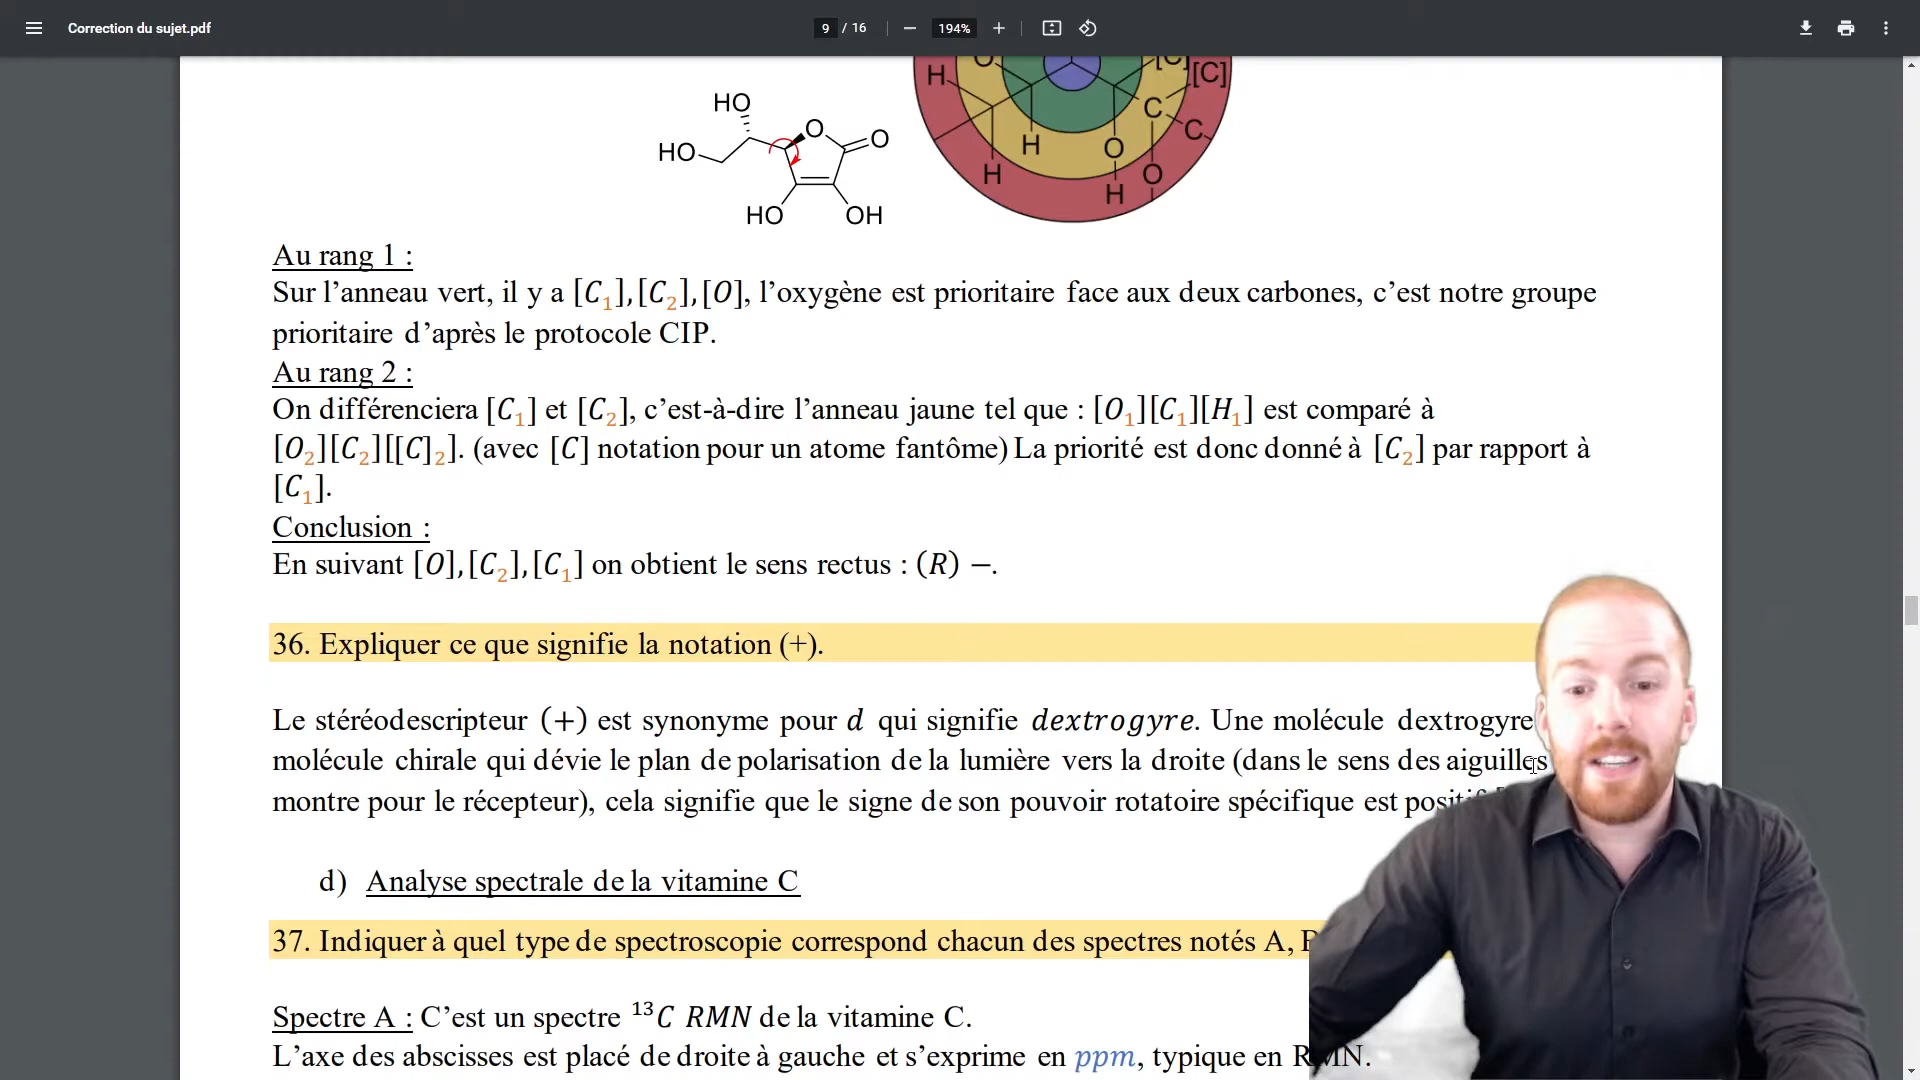 Correction du sujet.pdf
9 / 16
194%
HO
HO
O
O
HO
OH
H
O
[C]
[C]
C
C
H
O
H
H
O
Au rang 1 :
Sur l’anneau vert, il y a [C₁],[C₂],[O], l’oxygène est prioritaire face aux deux carbones, c’est notre groupe
prioritaire d’après le protocole CIP.
Au rang 2 :
On différenciera [C₁] et [C₂], c’est-à-dire l’anneau jaune tel que : [O₁][C₁][H₁] est comparé à
[O₂][C₂][[C]₂]. (avec [C] notation pour un atome fantôme) La priorité est donc donné à [C₂] par rapport à
[C₁].
Conclusion :
En suivant [O],[C₂],[C₁] on obtient le sens rectus : (R) −.
36. Expliquer ce que signifie la notation (+).
Le stéréodescripteur (+) est synonyme pour d qui signifie dextrogyre. Une molécule dextrogyre
molécule chirale qui dévie le plan de polarisation de la lumière vers la droite (dans le sens des aiguilles
montre pour le récepteur), cela signifie que le signe de son pouvoir rotatoire spécifique est positif
d) Analyse spectrale de la vitamine C
37. Indiquer à quel type de spectroscopie correspond chacun des spectres notés A,
Spectre A : C’est un spectre ¹³C RMN de la vitamine C.
L’axe des abscisses est placé de droite à gauche et s’exprime en ppm, typique en RMN.